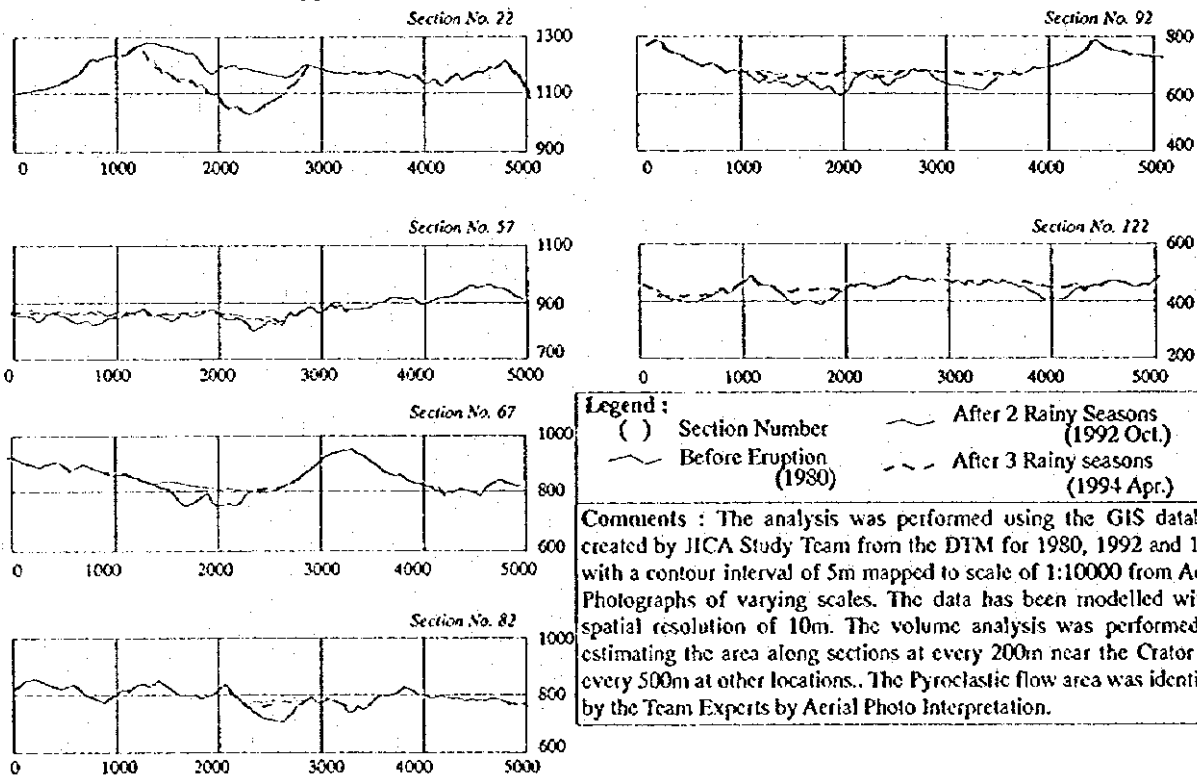 Section No. 22
1300
1100
900
0 1000 2000 3000 4000 5000
Section No. 57
1100
900
700
0 1000 2000 3000 4000 5000
Section No. 67
1000
800
600
0 1000 2000 3000 4000 5000
Section No. 82
1000
800
600
0 1000 2000 3000 4000 5000
Section No. 92
800
600
400
0 1000 2000 3000 4000 5000
Section No. 122
600
400
200
0 1000 2000 3000 4000 5000
Legend :
( ) Section Number
Before Eruption
(1980)
After 2 Rainy Seasons
(1992 Oct.)
After 3 Rainy seasons
(1994 Apr.)
Comments : The analysis was performed using the GIS
created by JICA Study Team from the DTM for 1980, 1992 and
with a contour interval of 5m mapped to scale of 1:10000 from
Photographs of varying scales. The data has been modelled
spatial resolution of 10m. The volume analysis was performed
estimating the area along sections at every 200m near the Crator
every 500m at other locations.. The Pyroclastic flow area was
by the Team Experts by Aerial Photo Interpretation.